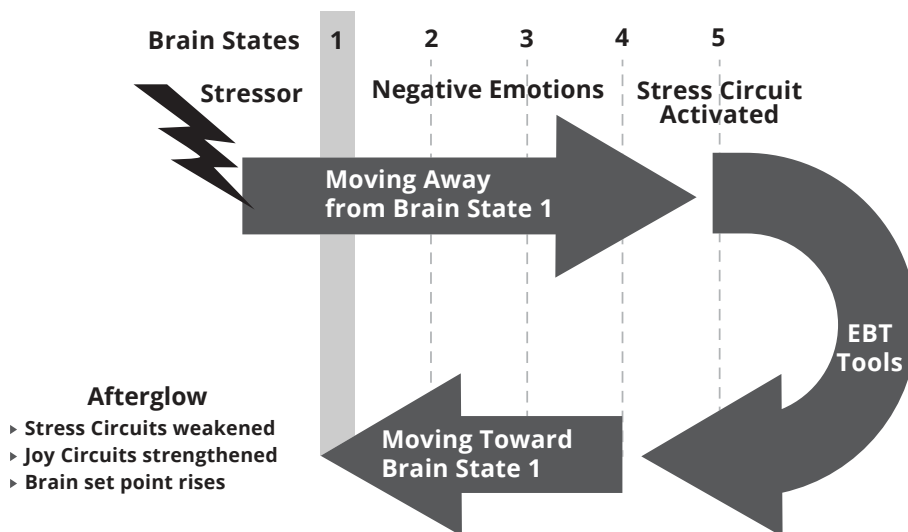 Brain States 1 2 3 4 5
Stressor
Negative Emotions
Stress Circuit
Activated
Moving Away
from Brain State 1
EBT
Tools
Moving Toward
Brain State 1
Afterglow
Stress Circuits weakened
Joy Circuits strengthened
Brain set point rises